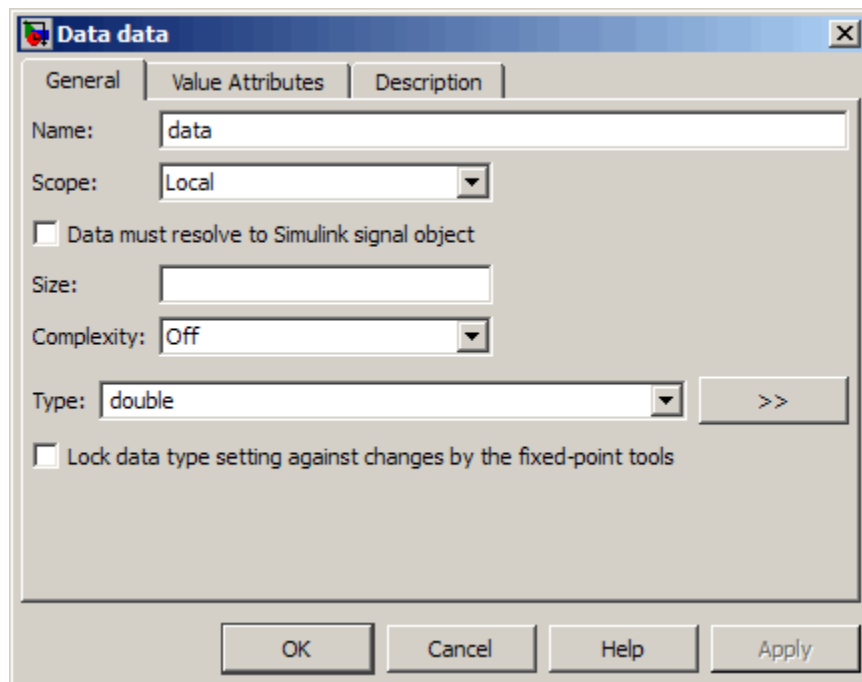 Data data
General Value Attributes Description
Name: data
Scope: Local
Data must resolve to Simulink signal object
Size:
Complexity: Off
Type: double >>
Lock data type setting against changes by the fixed-point tools
OK Cancel Help Apply